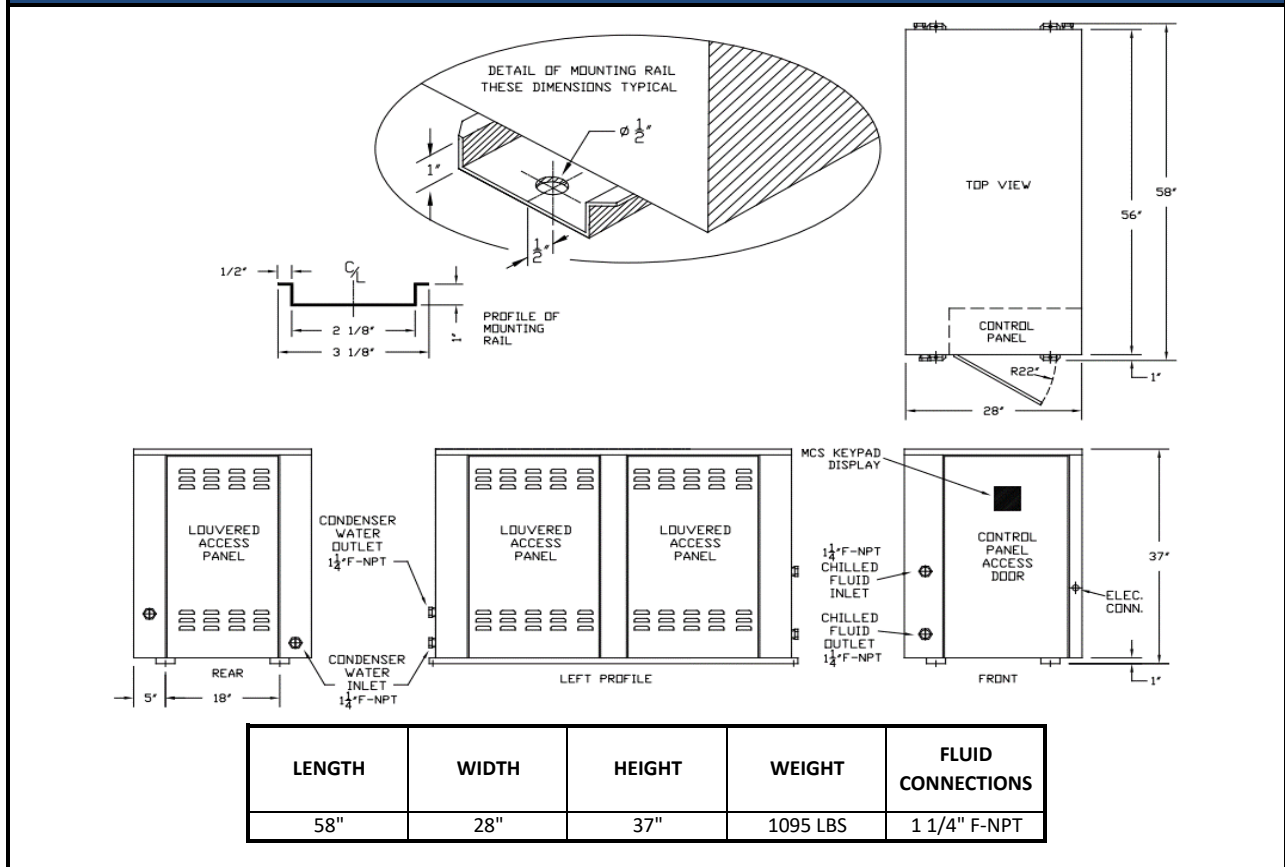 DETAIL OF MOUNTING RAIL
THESE DIMENSIONS TYPICAL
ø 1/2"
1"
1/2"
TOP VIEW
58"
56"
CONTROL
PANEL
R22"
1"
28"
1/2"
C/L
2 1/8"
3 1/8"
1"
PROFILE OF
MOUNTING
RAIL
LOUVERED
ACCESS
PANEL
REAR
5"
18"
CONDENSER
WATER
OUTLET
1 1/4"F-NPT
CONDENSER
WATER
INLET
1 1/4"F-NPT
LOUVERED
ACCESS
PANEL
LOUVERED
ACCESS
PANEL
LEFT PROFILE
MCS KEYPAD
DISPLAY
1 1/4"F-NPT
CHILLED
FLUID
INLET
CHILLED
FLUID
OUTLET
1 1/4"F-NPT
CONTROL
PANEL
ACCESS
DOOR
37"
ELEC.
CONN.
FRONT
1"
LENGTH WIDTH HEIGHT WEIGHT FLUID CONNECTIONS
58" 28" 37" 1095 LBS 1 1/4" F-NPT